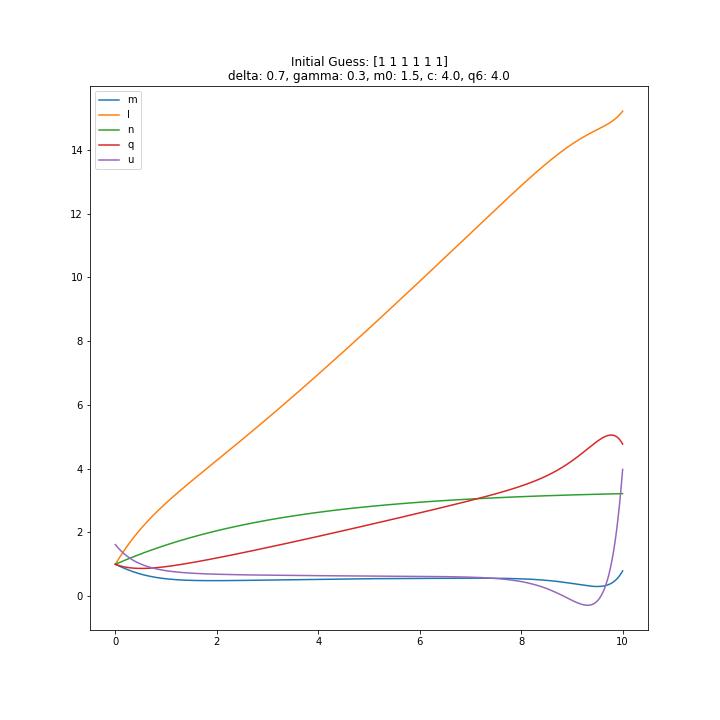 Initial Guess: [1 1 1 1 1 1]
delta: 0.7, gamma: 0.3, m0: 1.5, c: 4.0, q6: 4.0
m
l
n
q
u
14
12
10
8
6
4
2
0
0 2 4 6 8 10